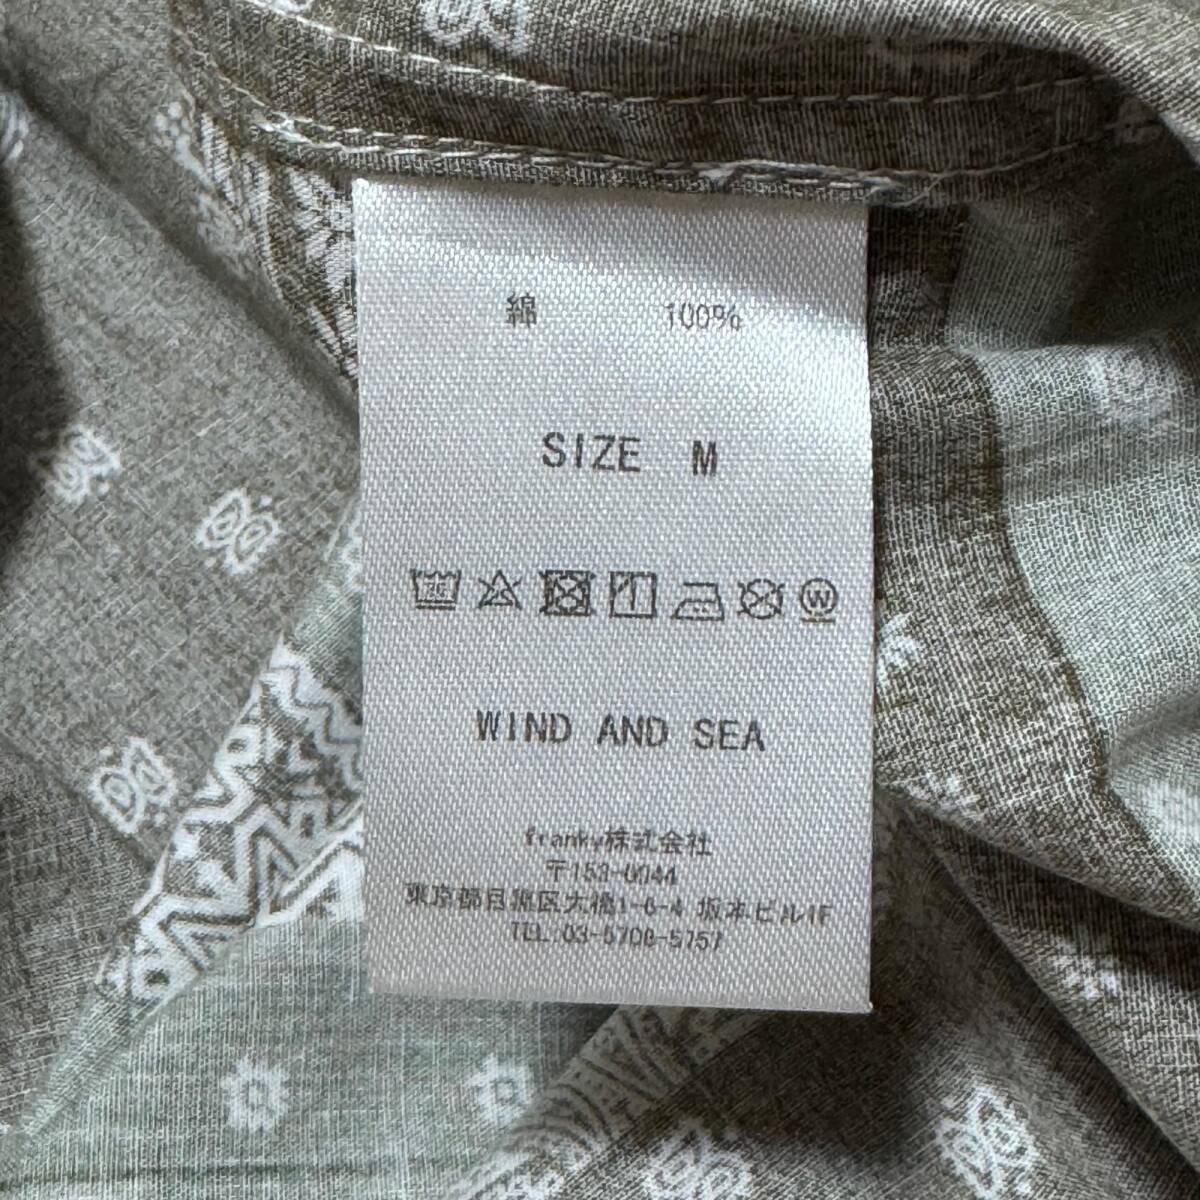 綿 100%
SIZE M
30
W
WIND AND SEA
franky株式会社
〒153-0044
東京都目黒区大橋1-6-4 坂本ビル4F
TEL:03-5708-5757